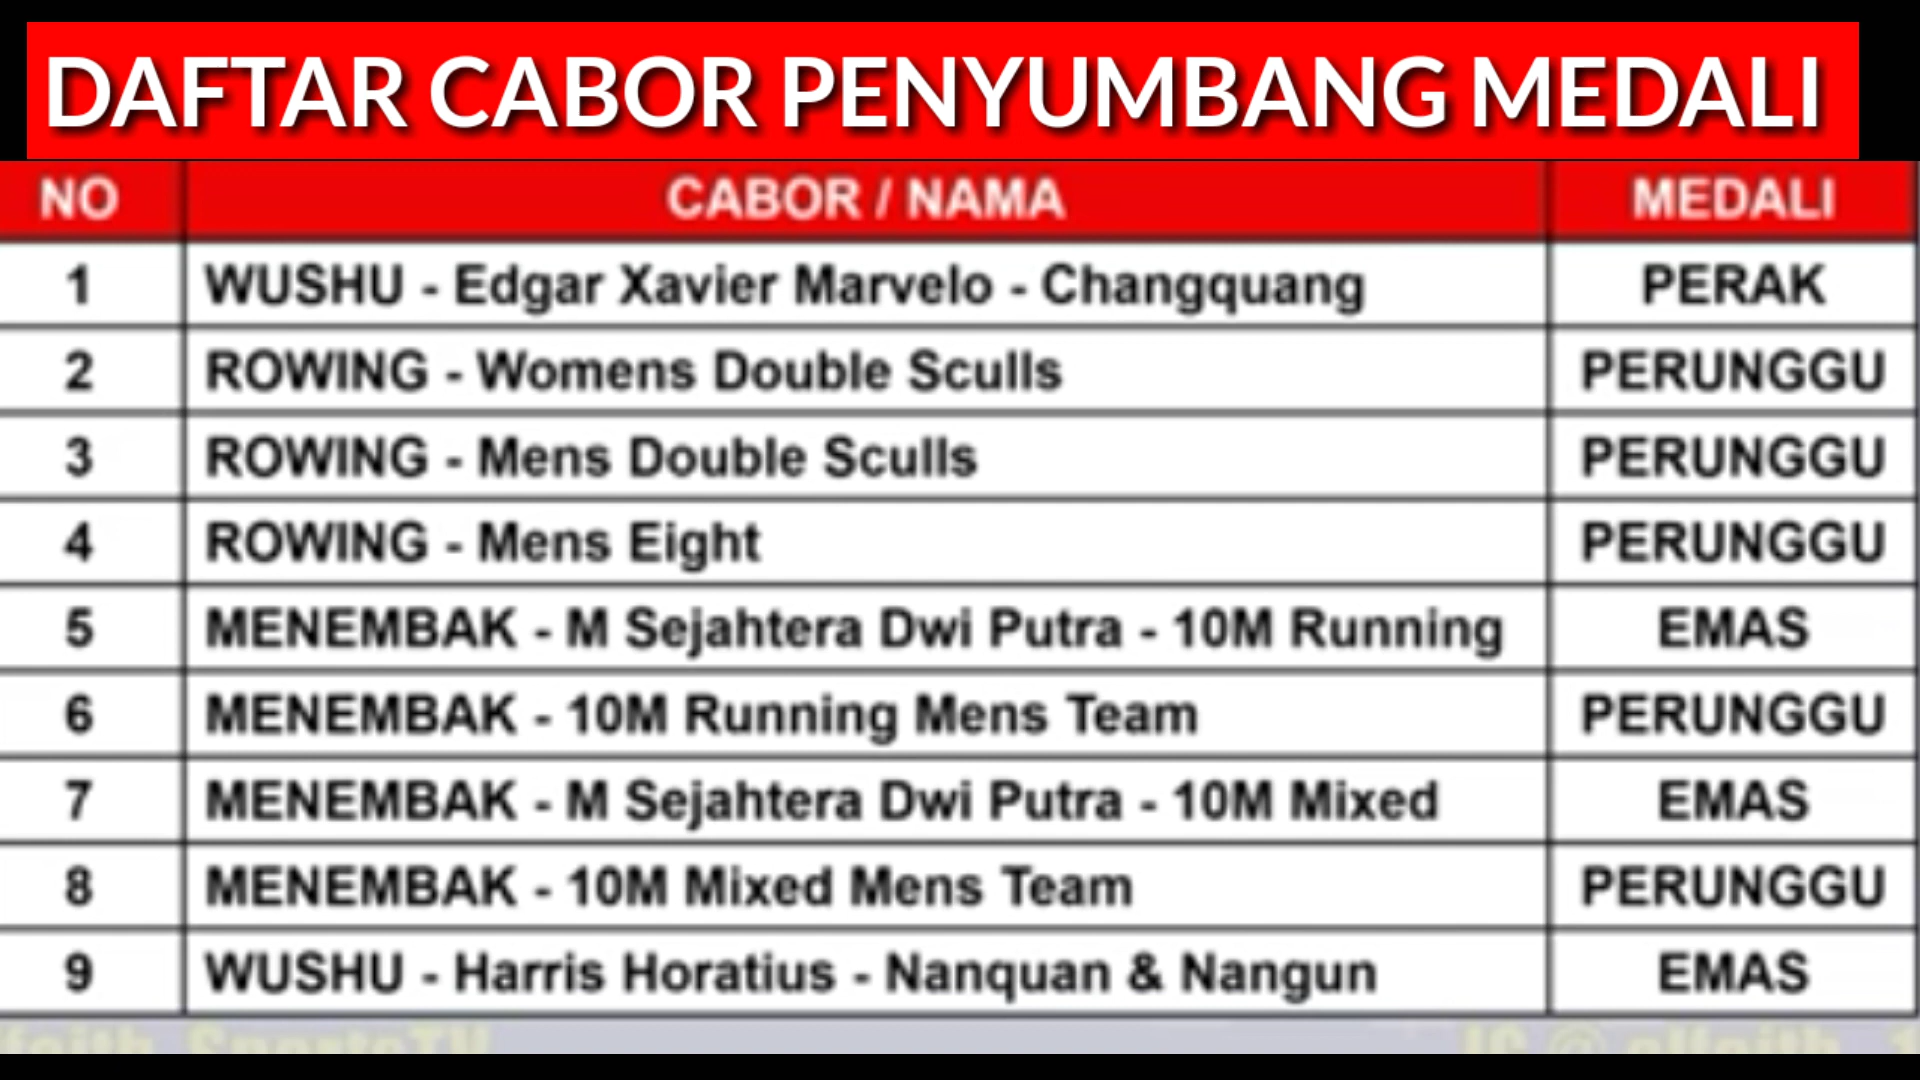 DAFTAR CABOR PENYUMBANG MEDALI
NO CABOR / NAMA MEDALI
1 WUSHU - Edgar Xavier Marvelo - Changquang PERAK
2 ROWING - Womens Double Sculls PERUNGGU
3 ROWING - Mens Double Sculls PERUNGGU
4 ROWING - Mens Eight PERUNGGU
5 MENEMBAK - M Sejahtera Dwi Putra - 10M Running EMAS
6 MENEMBAK - 10M Running Mens Team PERUNGGU
7 MENEMBAK - M Sejahtera Dwi Putra - 10M Mixed EMAS
8 MENEMBAK - 10M Mixed Mens Team PERUNGGU
9 WUSHU - Harris Horatius - Nanquan & Nangun EMAS